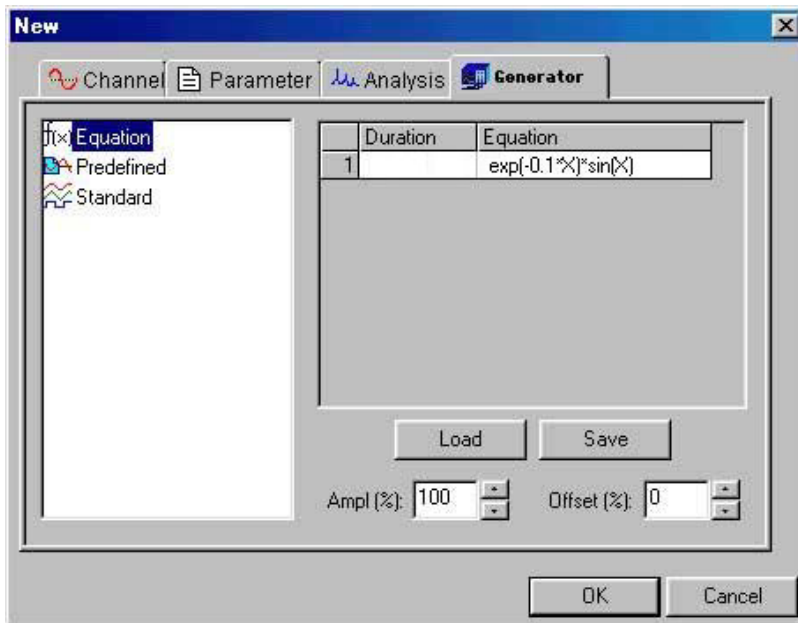 New
Channel Parameter Analysis Generator
f(x) Equation
Predefined
Standard
Duration Equation
1 exp(-0.1*X)*sin(X)
Load Save
Ampl (%): 100 Offset (%): 0
OK Cancel